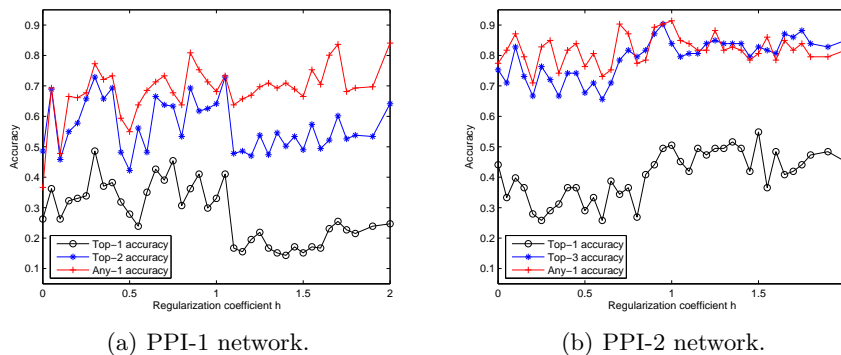 0.9
0.8
0.7
0.6
0.5
0.4
0.3
0.2
0.1
Accuracy
Top−1 accuracy
Top−2 accuracy
Any−1 accuracy
0 0.5 1 1.5 2
Regularization coefficient h
(a) PPI-1 network.
0.9
0.8
0.7
0.6
0.5
0.4
0.3
0.2
0.1
Accuracy
Top−1 accuracy
Top−3 accuracy
Any−1 accuracy
0 0.5 1 1.5
Regularization coefficient h
(b) PPI-2 network.